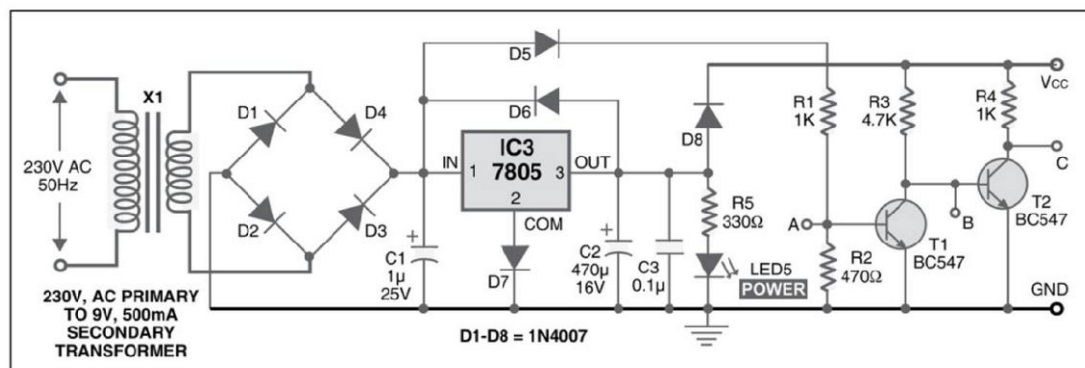 X1
230V AC
50Hz
230V, AC PRIMARY
TO 9V, 500mA
SECONDARY
TRANSFORMER
D1
D4
D2
D3
D5
D6
IN
IC3
7805
OUT
1
2
3
COM
C1
1µ
25V
D7
C2
470µ
16V
C3
0.1µ
D8
R5
330Ω
LED5
POWER
R1
1K
R3
4.7K
R4
1K
VCC
C
A
B
T1
BC547
T2
BC547
R2
470Ω
GND
D1-D8 = 1N4007